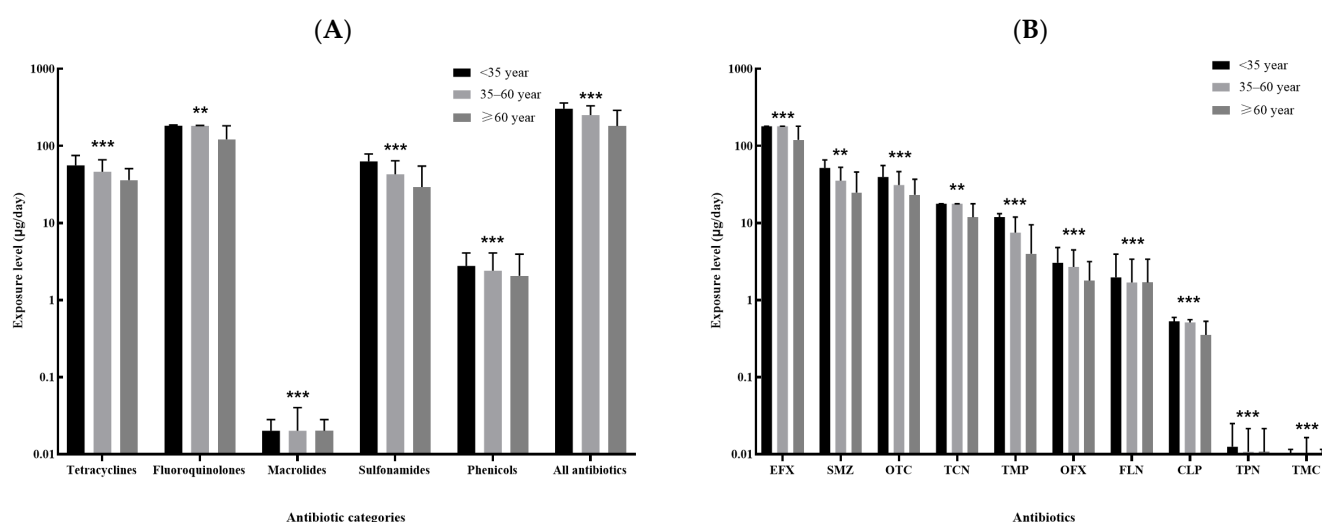 (A)
1000
100
10
1
0.1
0.01
Exposure level (μg/day)
<35 year
35–60 year
⩾60 year
***
**
***
***
***
***
Tetracyclines Fluoroquinolones Macrolides Sulfonamides Phenicols All antibiotics
Antibiotic categories
(B)
1000
100
10
1
0.1
0.01
Exposure level (μg/day)
<35 year
35–60 year
⩾60 year
***
**
***
**
***
***
***
***
***
***
EFX SMZ OTC TCN TMP OFX FLN CLP TPN TMC
Antibiotics